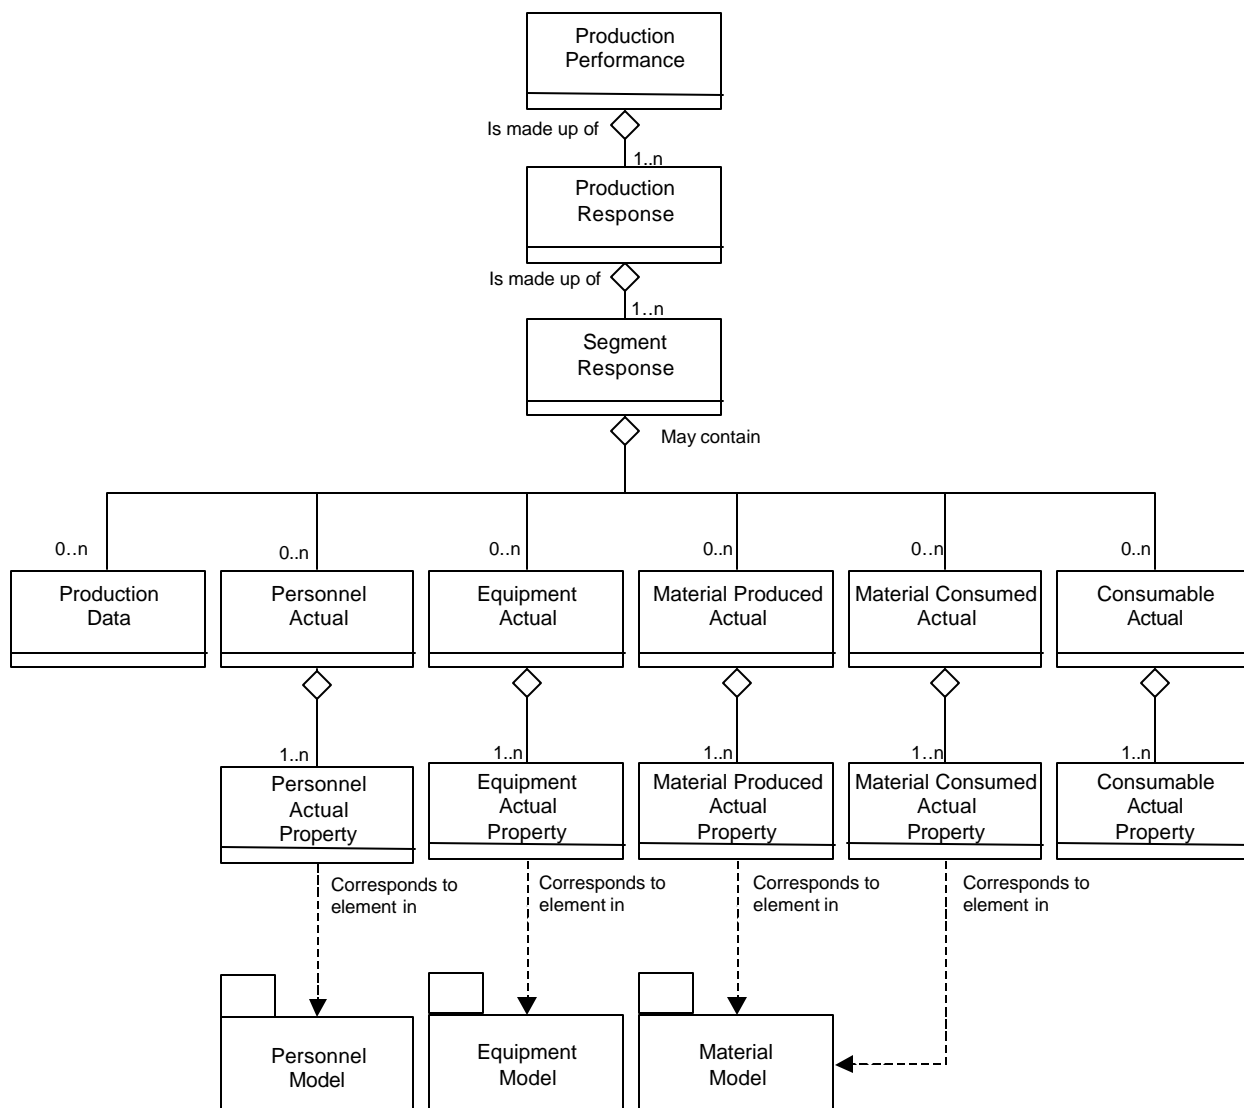 Production
Performance
Is made up of
1..n
Production
Response
Is made up of
1..n
Segment
Response
May contain
0..n
0..n
0..n
0..n
0..n
0..n
Production
Data
Personnel
Actual
Equipment
Actual
Material Produced
Actual
Material Consumed
Actual
Consumable
Actual
1..n
1..n
1..n
1..n
1..n
Personnel
Actual
Property
Equipment
Actual
Property
Material Produced
Actual
Property
Material Consumed
Actual
Property
Consumable
Actual
Property
Corresponds to
element in
Corresponds to
element in
Corresponds to
element in
Corresponds to
element in
Personnel
Model
Equipment
Model
Material
Model